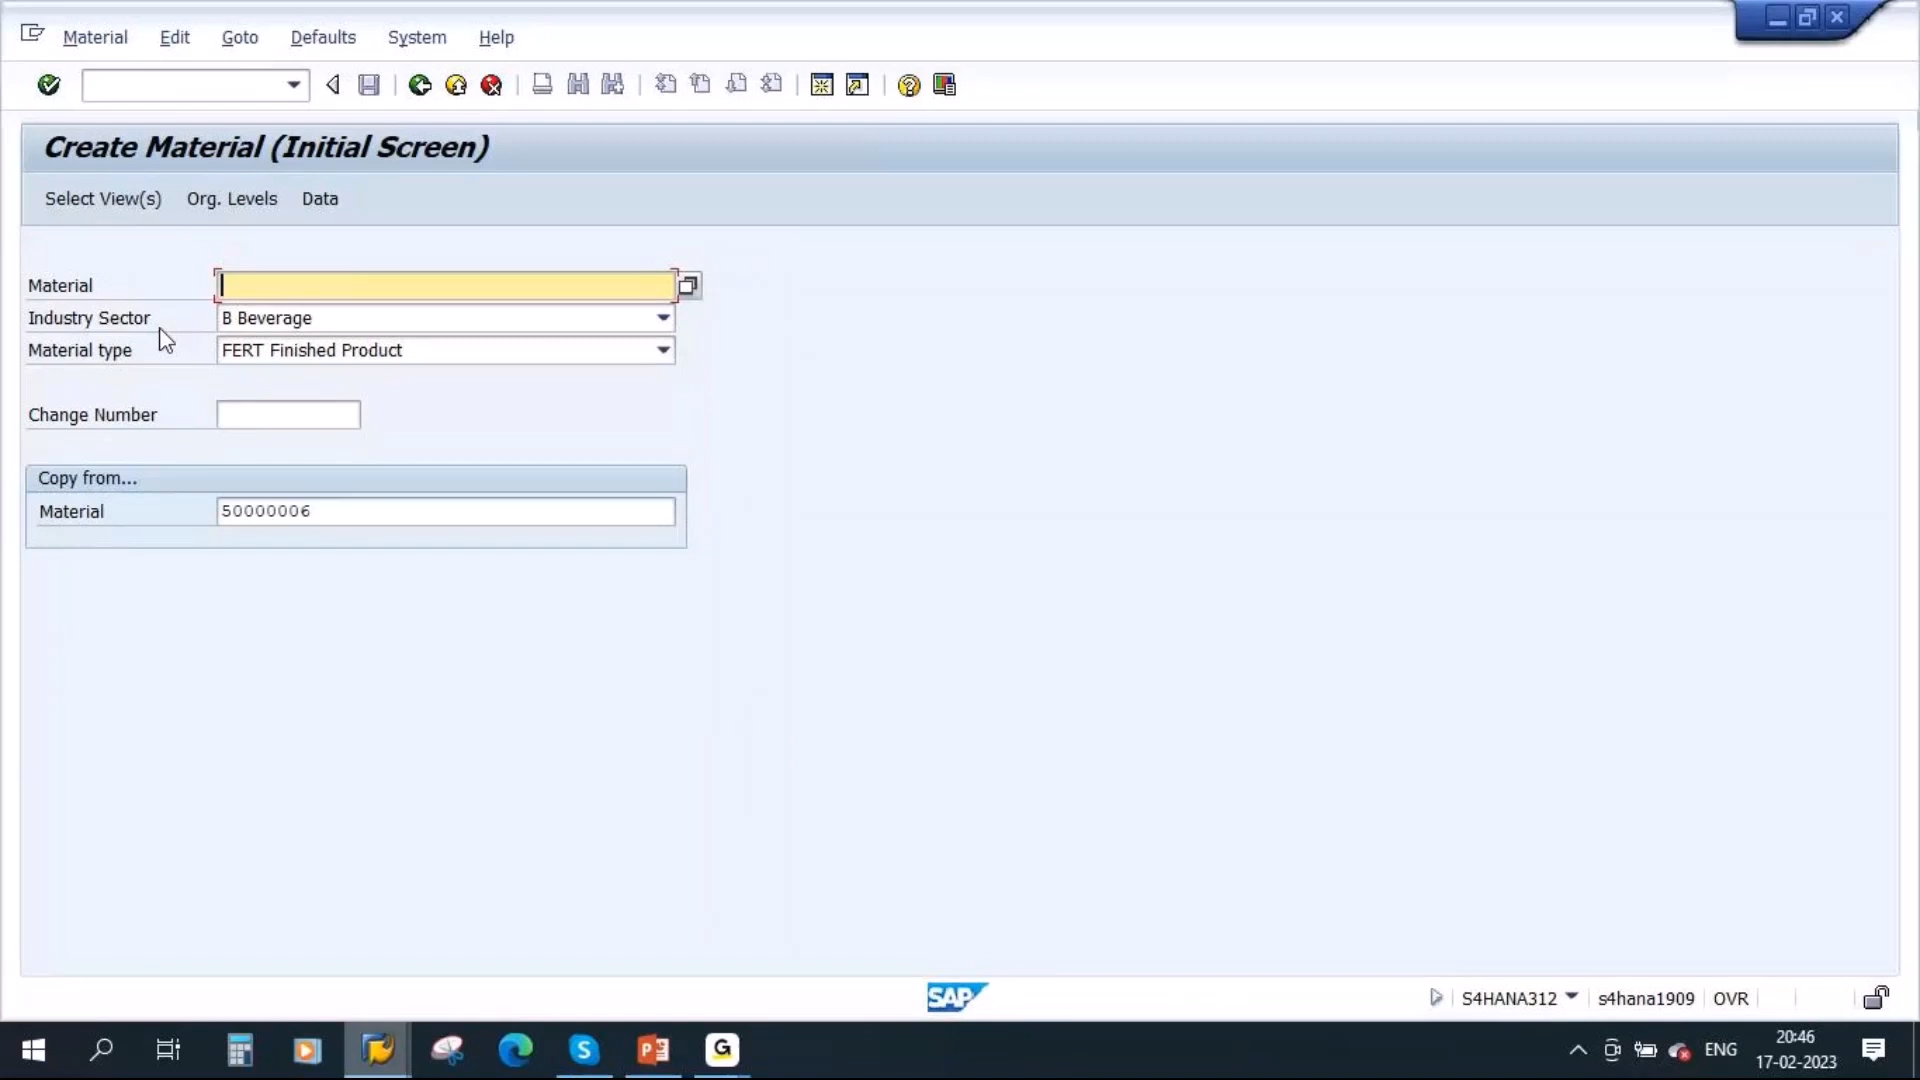 Material Edit Goto Defaults System Help
Create Material (Initial Screen)
Select View(s) Org. Levels Data
Material
Industry Sector B Beverage
Material type FERT Finished Product
Change Number
Copy from...
Material 50000006
SAP S4HANA312 s4hana1909 OVR
S P G ENG 20:46
17-02-2023